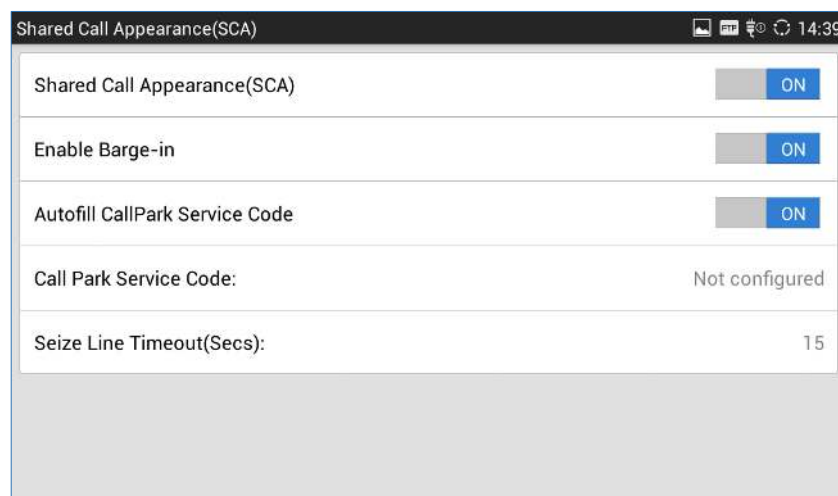 Shared Call Appearance(SCA) FTP 14:39
Shared Call Appearance(SCA) ON
Enable Barge-in ON
Autofill CallPark Service Code ON
Call Park Service Code: Not configured
Seize Line Timeout(Secs): 15